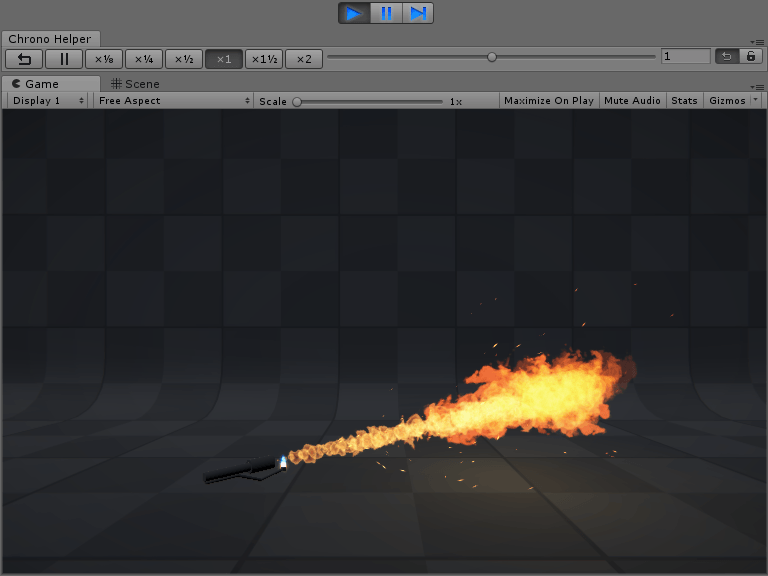 Chrono Helper
×⅛ ×¼ ×½ ×1 ×1½ ×2 1
Game Scene
Display 1 Free Aspect Scale 1x Maximize On Play Mute Audio Stats Gizmos